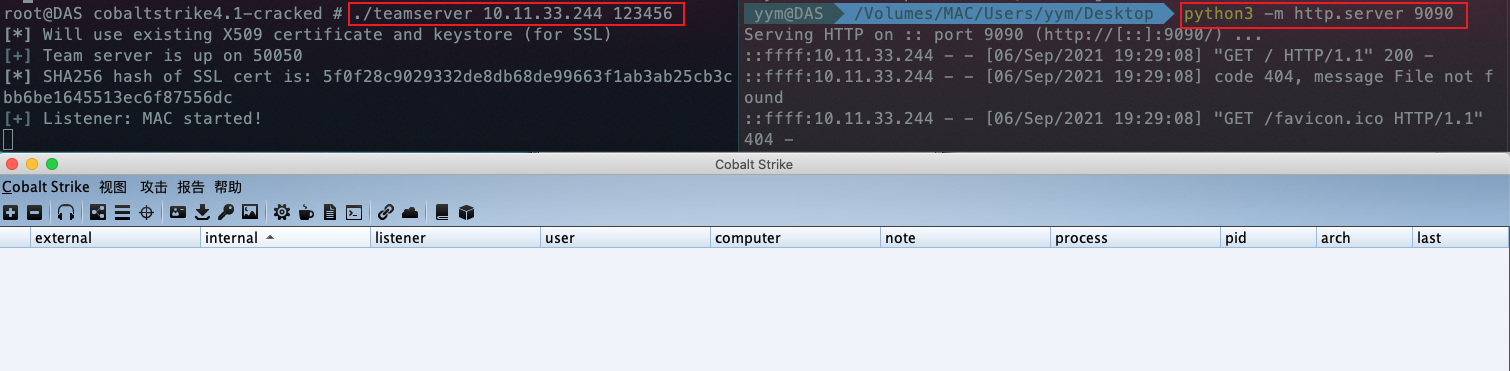 root@DAS cobaltstrike4.1-cracked # ./teamserver 10.11.33.244 123456
[*] Will use existing X509 certificate and keystore (for SSL)
[+] Team server is up on 50050
[*] SHA256 hash of SSL cert is: 5f0f28c9029332de8db68de99663f1ab3ab25cb3c
bb6be1645513ec6f87556dc
[+] Listener: MAC started!
yym@DAS /Volumes/MAC/Users/yym/Desktop python3 -m http.server 9090
Serving HTTP on :: port 9090 (http://[::]:9090/) ...
::ffff:10.11.33.244 - - [06/Sep/2021 19:29:08] "GET / HTTP/1.1" 200 -
::ffff:10.11.33.244 - - [06/Sep/2021 19:29:08] code 404, message File not f
ound
::ffff:10.11.33.244 - - [06/Sep/2021 19:29:08] "GET /favicon.ico HTTP/1.1"
404 -
Cobalt Strike
Cobalt Strike 视图 攻击 报告 帮助
external internal listener user computer note process pid arch last